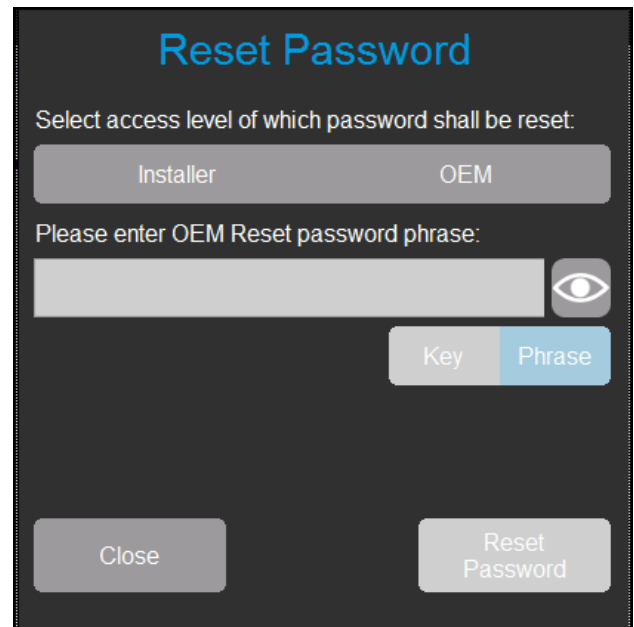 Reset Password
Select access level of which password shall be reset:
Installer OEM
Please enter OEM Reset password phrase:
Key Phrase
Close
Reset
Password